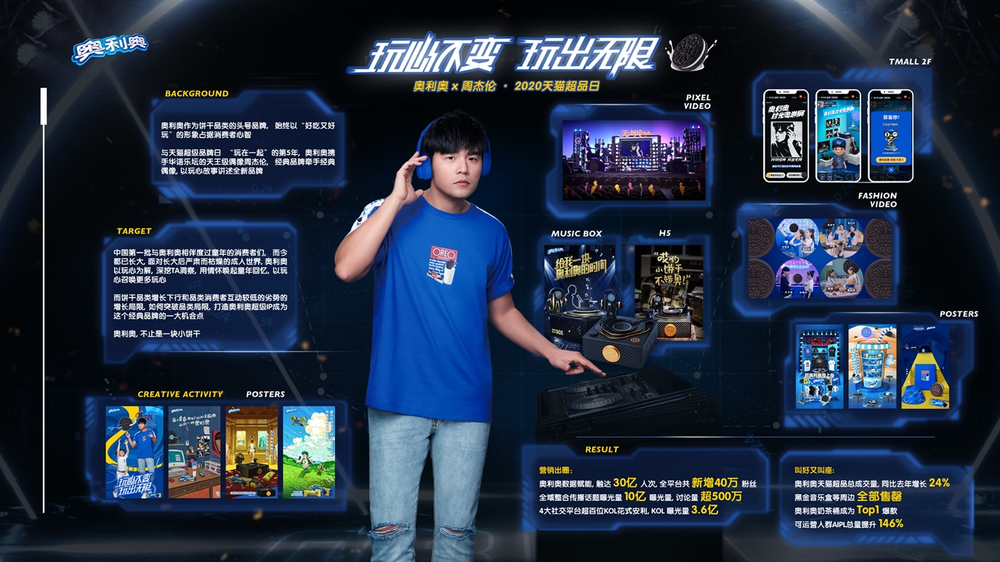 奥利奥
玩心不变 玩出无限
奥利奥 x 周杰伦 · 2020天猫超品日
BACKGROUND
奥利奥作为饼干品类的头号品牌, 始终以“好吃又好
玩”的形象占据消费者心智
与天猫超级品牌日 “玩在一起”的第5年, 奥利奥携
手华语乐坛的天王级偶像周杰伦, 经典品牌牵手经典
偶像, 以玩心故事讲述全新品牌
TARGET
中国第一批与奥利奥相伴度过童年的消费者们, 而今
都已长大, 面对长大后严肃而枯燥的成人世界, 奥利奥
以玩心为解, 深挖TA洞察, 用情怀唤起童年回忆, 以玩
心召唤更多玩心
而饼干品类增长下行和品类消费者互动较低的劣势的
增长局限, 如何突破品类局限, 打造奥利奥超级IP成为
这个经典品牌的一大机会点
奥利奥, 不止是一块小饼干
CREATIVE ACTIVITY
POSTERS
玩心不变
玩出无限
OREO
PIXEL
VIDEO
MUSIC BOX
给我一块
奥利奥的时间
H5
“哎哟
小饼干
不错奥!”
TMALL 2F
奥利奥
时光电游展
恭喜你!
FASHION
VIDEO
POSTERS
RESULT
营销出圈:
奥利奥数据赋能, 触达 30亿 人次, 全平台共 新增40万 粉丝
全域整合传播话题曝光量 10亿 曝光量, 讨论量 超500万
4大社交平台超百位KOL花式安利, KOL 曝光量 3.6亿
叫好又叫座:
奥利奥天猫超品总成交量, 同比去年增长 24%
黑金音乐盒等周边 全部售罄
奥利奥奶茶桶成为 Top1 爆款
可运营人群AIPL总量提升 146%